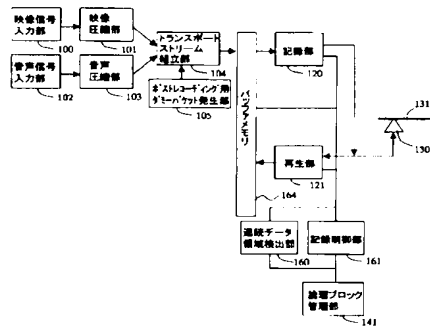 映像信号
入力部
100
映像
圧縮部
101
トランスポート
ストリーム
組立部
104
音声信号
入力部
102
音声
圧縮部
103
ポストレコーディング用
ダミーパケット発生部
105
バッファメモリ
164
記録部
120
再生部
121
131
130
連続データ
領域検出部
160
記録制御部
161
論理ブロック
管理部
141